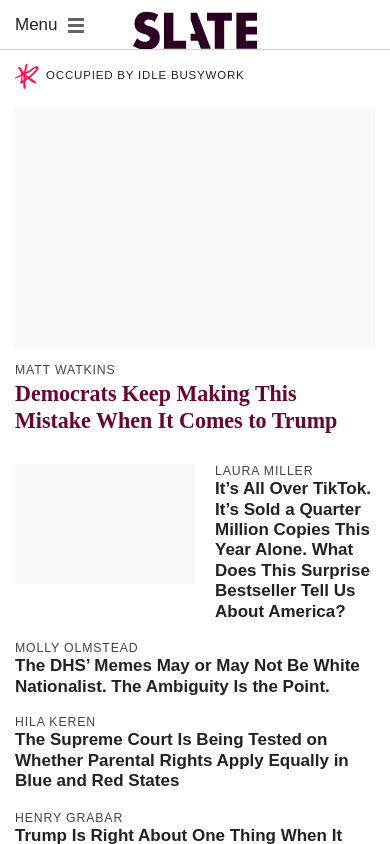 Menu
SLATE
OCCUPIED BY IDLE BUSYWORK
MATT WATKINS
Democrats Keep Making This
Mistake When It Comes to Trump
LAURA MILLER
It’s All Over TikTok.
It’s Sold a Quarter
Million Copies This
Year Alone. What
Does This Surprise
Bestseller Tell Us
About America?
MOLLY OLMSTEAD
The DHS’ Memes May or May Not Be White
Nationalist. The Ambiguity Is the Point.
HILA KEREN
The Supreme Court Is Being Tested on
Whether Parental Rights Apply Equally in
Blue and Red States
HENRY GRABAR
Trump Is Right About One Thing When It